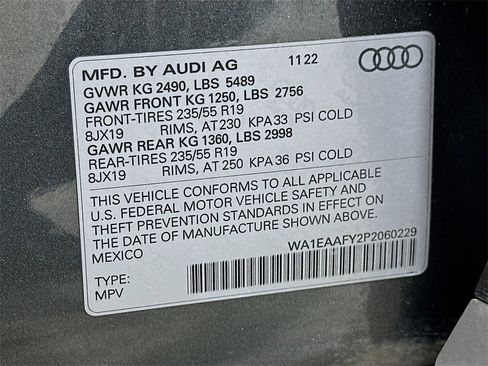 MFD. BY AUDI AG 11 22
GVWR KG 2490, LBS 5489
GAWR FRONT KG 1250, LBS 2756
FRONT-TIRES 235/55 R19
8JX19 RIMS, AT 230 KPA 33 PSI COLD
GAWR REAR KG 1360, LBS 2998
REAR-TIRES 235/55 R19
8JX19 RIMS, AT 250 KPA 36 PSI COLD
THIS VEHICLE CONFORMS TO ALL APPLICABLE
U.S. FEDERAL MOTOR VEHICLE SAFETY AND
THEFT PREVENTION STANDARDS IN EFFECT ON
THE DATE OF MANUFACTURE SHOWN ABOVE.
MEXICO
WA1EAAFY2P2060229
TYPE:
MPV